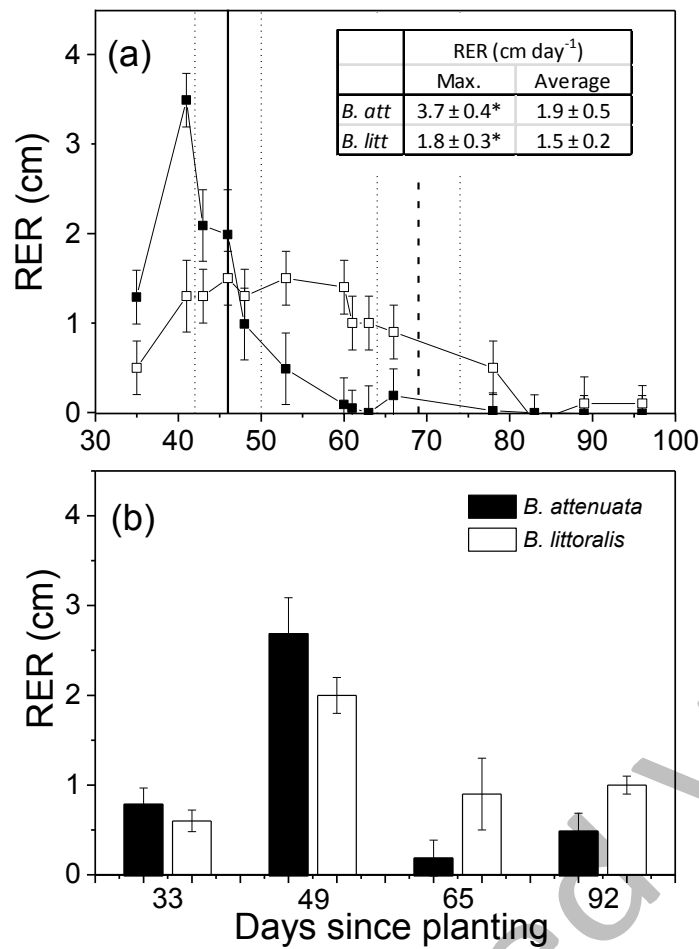 (a)
RER (cm day⁻¹)
Max. Average
B. att 3.7 ± 0.4* 1.9 ± 0.5
B. litt 1.8 ± 0.3* 1.5 ± 0.2
4
3
2
1
0
RER (cm)
30 40 50 60 70 80 90 100
(b)
B. attenuata
B. littoralis
4
3
2
1
0
RER (cm)
33 49 65 92
Days since planting